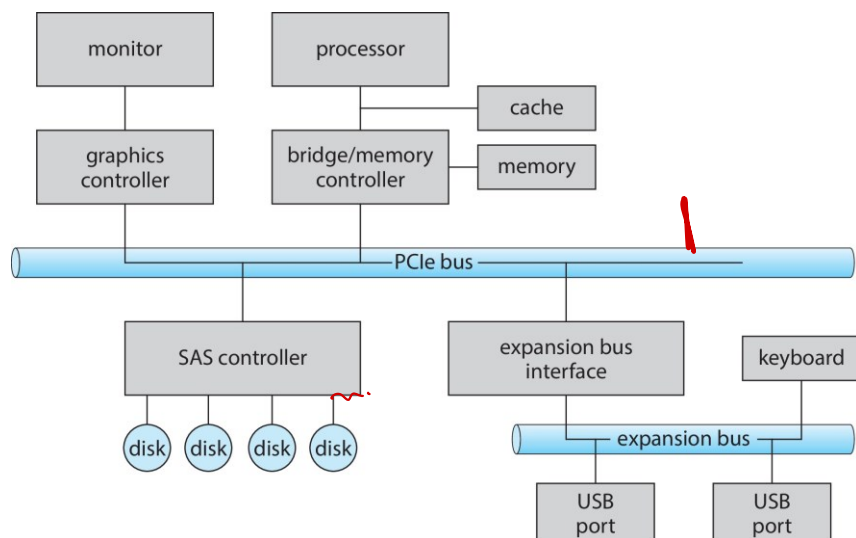 monitor
processor
cache
graphics
controller
bridge/memory
controller
memory
PCIe bus
SAS controller
expansion bus
interface
keyboard
disk
disk
disk
disk
expansion bus
USB
port
USB
port